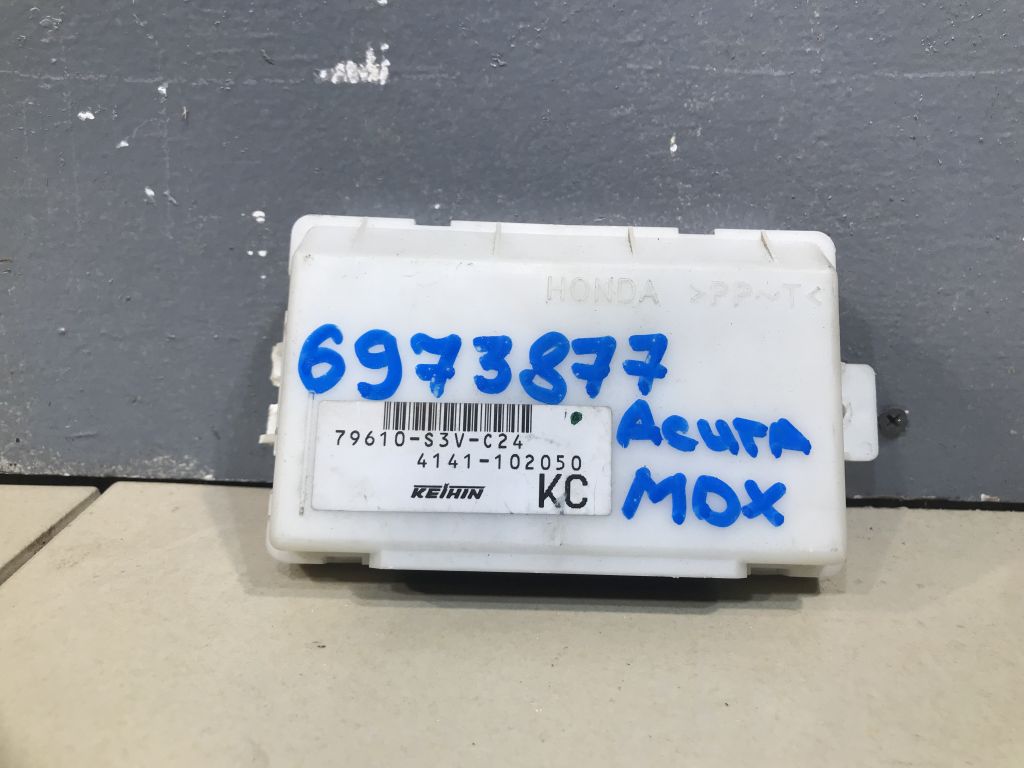 HONDA >PP~T<
6973877
79610-S3V-C24
4141-102050
KEIHIN KC
Acura
MDX